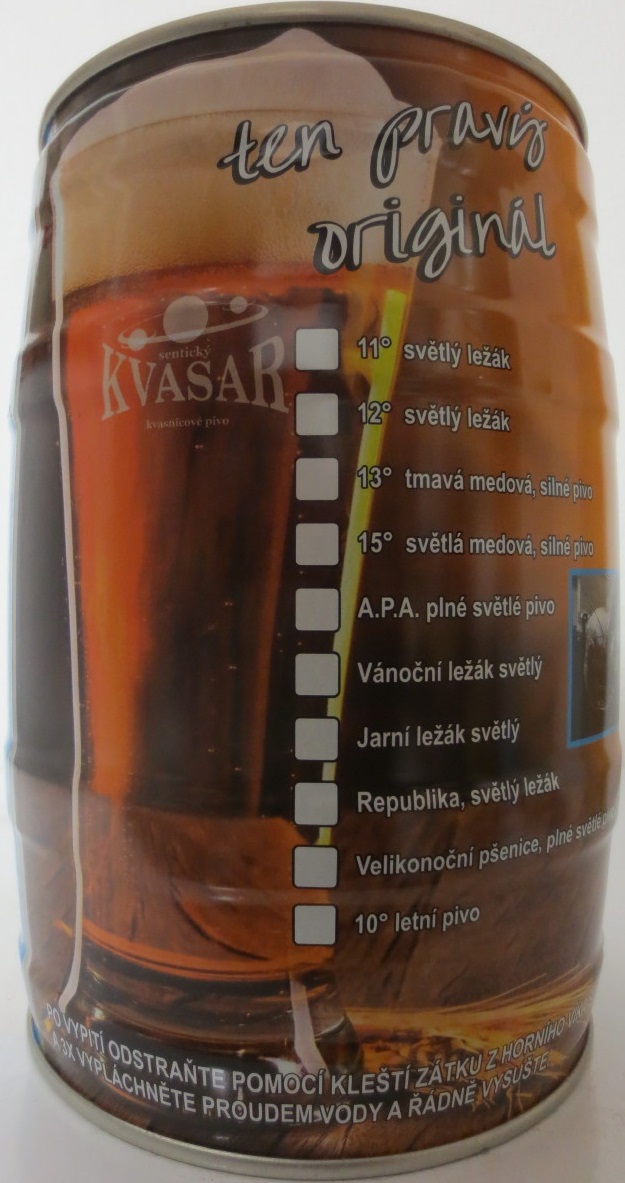 ten pravý
originál
sentický
KVASAR
kvasnicové pivo
11° světlý ležák
12° světlý ležák
13° tmavá medová, silné pivo
15° světlá medová, silné pivo
A.P.A. plné světlé pivo
Vánoční ležák světlý
Jarní ležák světlý
Republika, světlý ležák
Velikonoční pšenice, plné světlé
10° letní pivo
PO VYPITÍ ODSTRAŇTE POMOCÍ KLEŠTÍ ZÁTKU Z HORNÍHO
A 3X VYPLÁCHNĚTE PROUDEM VODY A ŘÁDNĚ VYSUŠTE